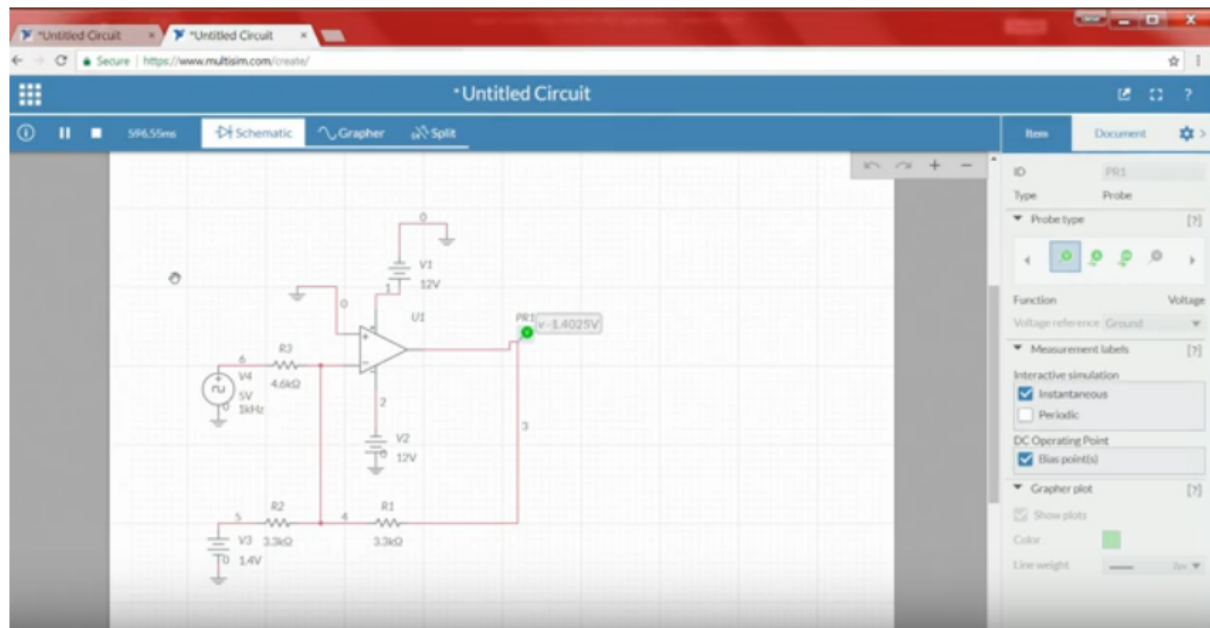 *Untitled Circuit
*Untitled Circuit
Secure | https://www.multisim.com/create/
*Untitled Circuit
?
596.55ms
Schematic
Grapher
Split
Item
Document
ID
PR1
Type
Probe
Probe type
[?]
Function
Voltage
Voltage reference
Ground
Measurement labels
[?]
Interactive simulation
Instantaneous
Periodic
DC Operating Point
Bias point(s)
Grapher plot
[?]
Show plots
Color
Line weight
2px
0
V1
1
12V
0
U1
PR1
v -1.4025V
R3
6
4.6kΩ
V4
5V
0
1kHz
2
V2
0
12V
3
R2
R1
5
4
V3
3.3kΩ
3.3kΩ
0
1.4V